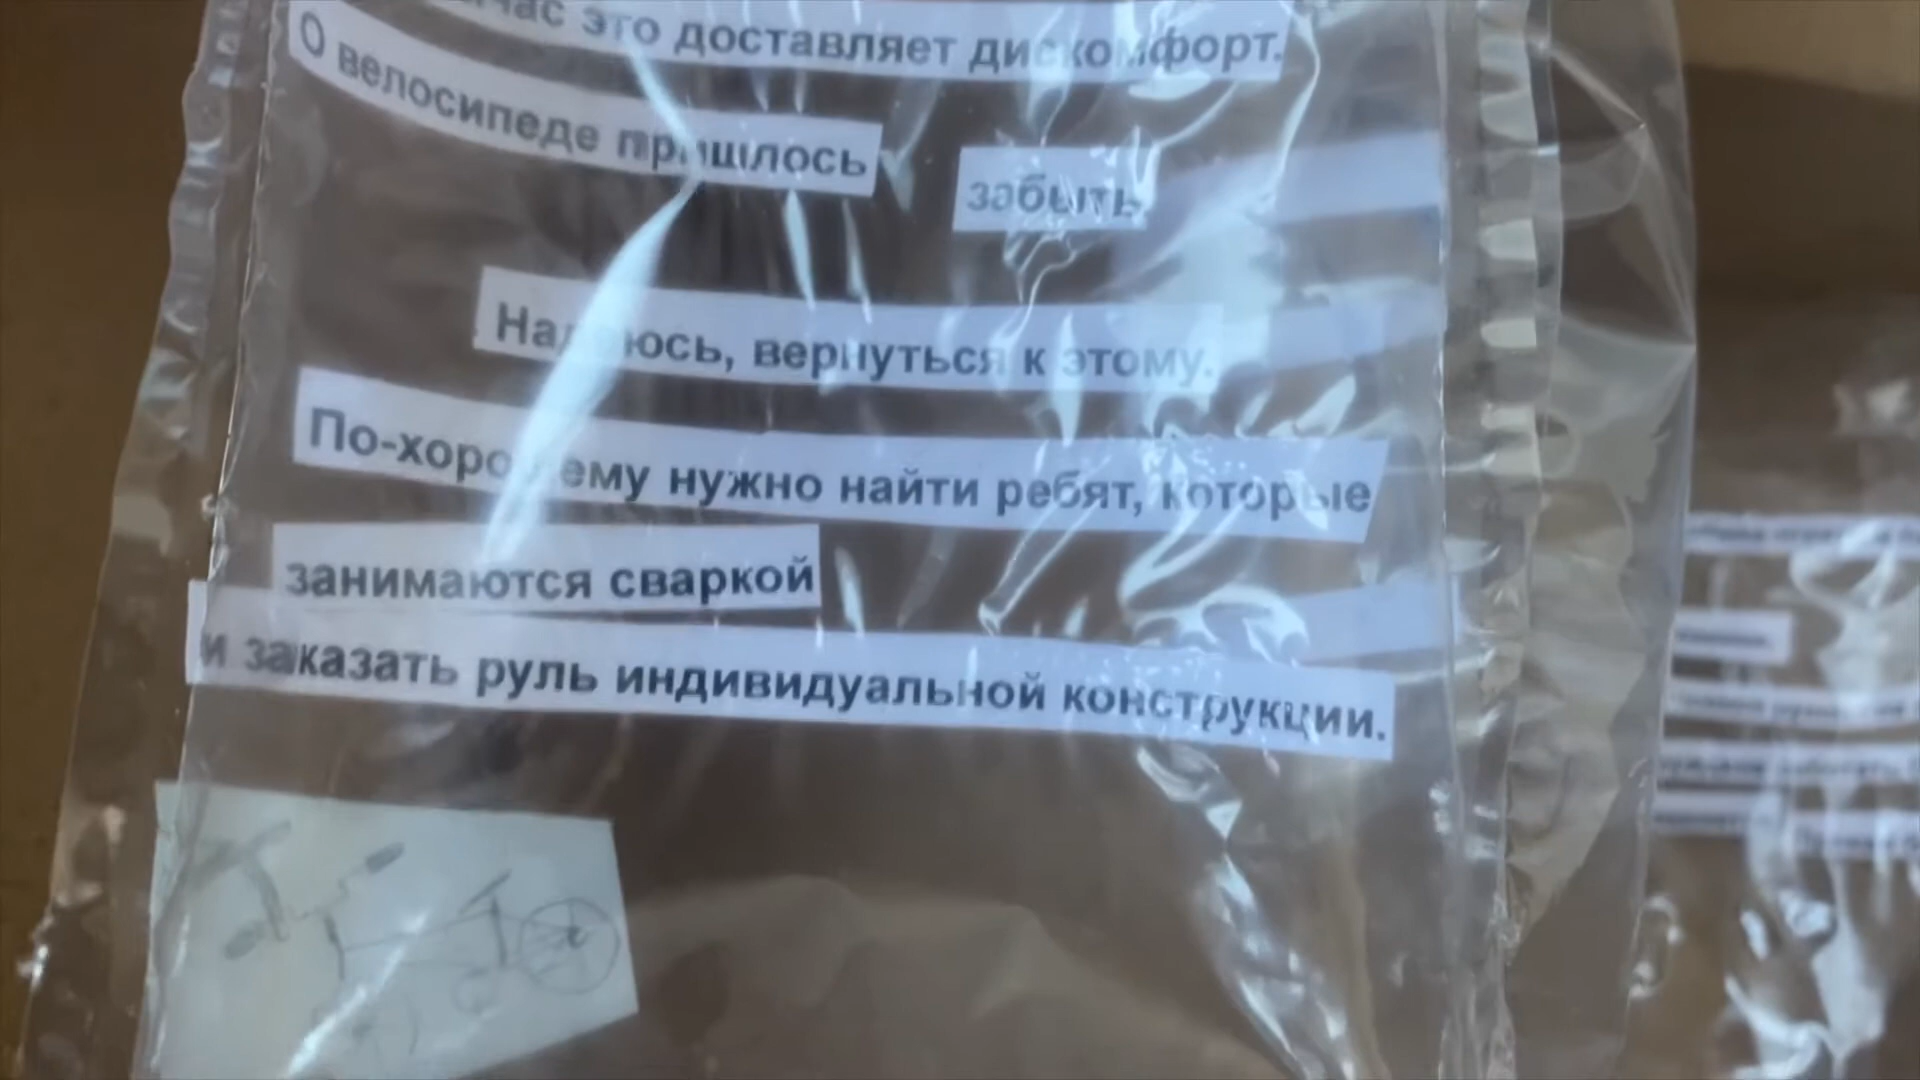 это доставляет дискомфорт.
О велосипеде пришлось
забыть
Надеюсь, вернуться к этому.
По-хорошему нужно найти ребят, которые
занимаются сваркой
и заказать руль индивидуальной конструкции.